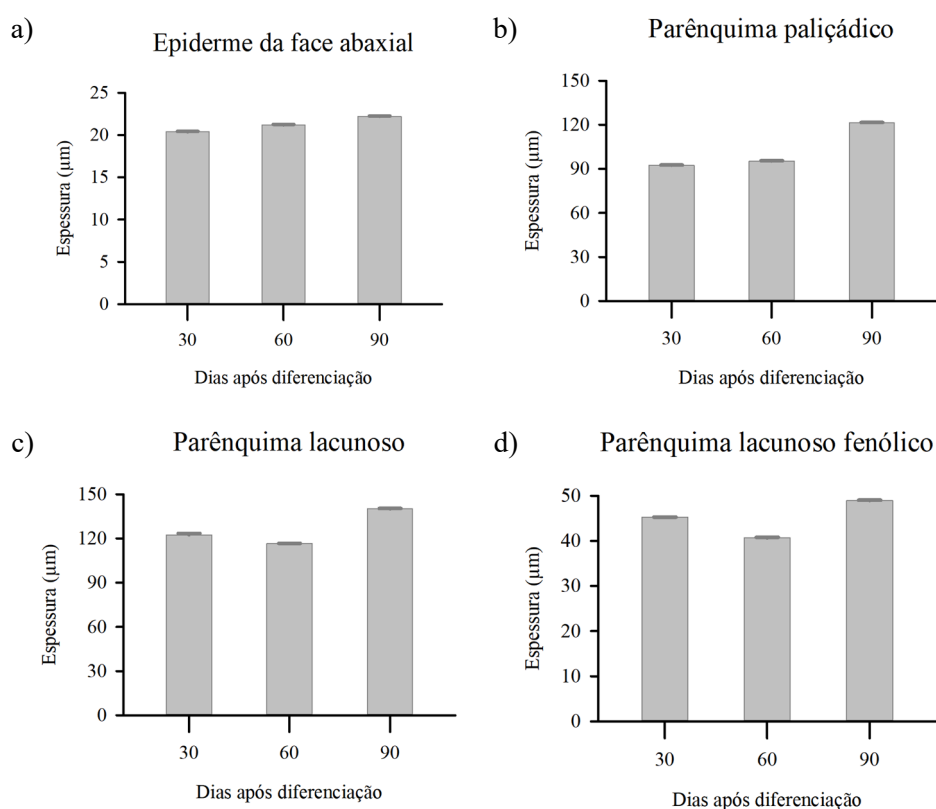 a)
Epiderme da face abaxial
Espessura (µm)
25
20
15
10
5
0
30 60 90
Dias após diferenciação
b)
Parênquima paliçádico
Espessura (µm)
150
120
90
60
30
0
30 60 90
Dias após diferenciação
c)
Parênquima lacunoso
Espessura (µm)
150
120
90
60
30
0
30 60 90
Dias após diferenciação
d)
Parênquima lacunoso fenólico
Espessura (µm)
50
40
30
20
10
0
30 60 90
Dias após diferenciação